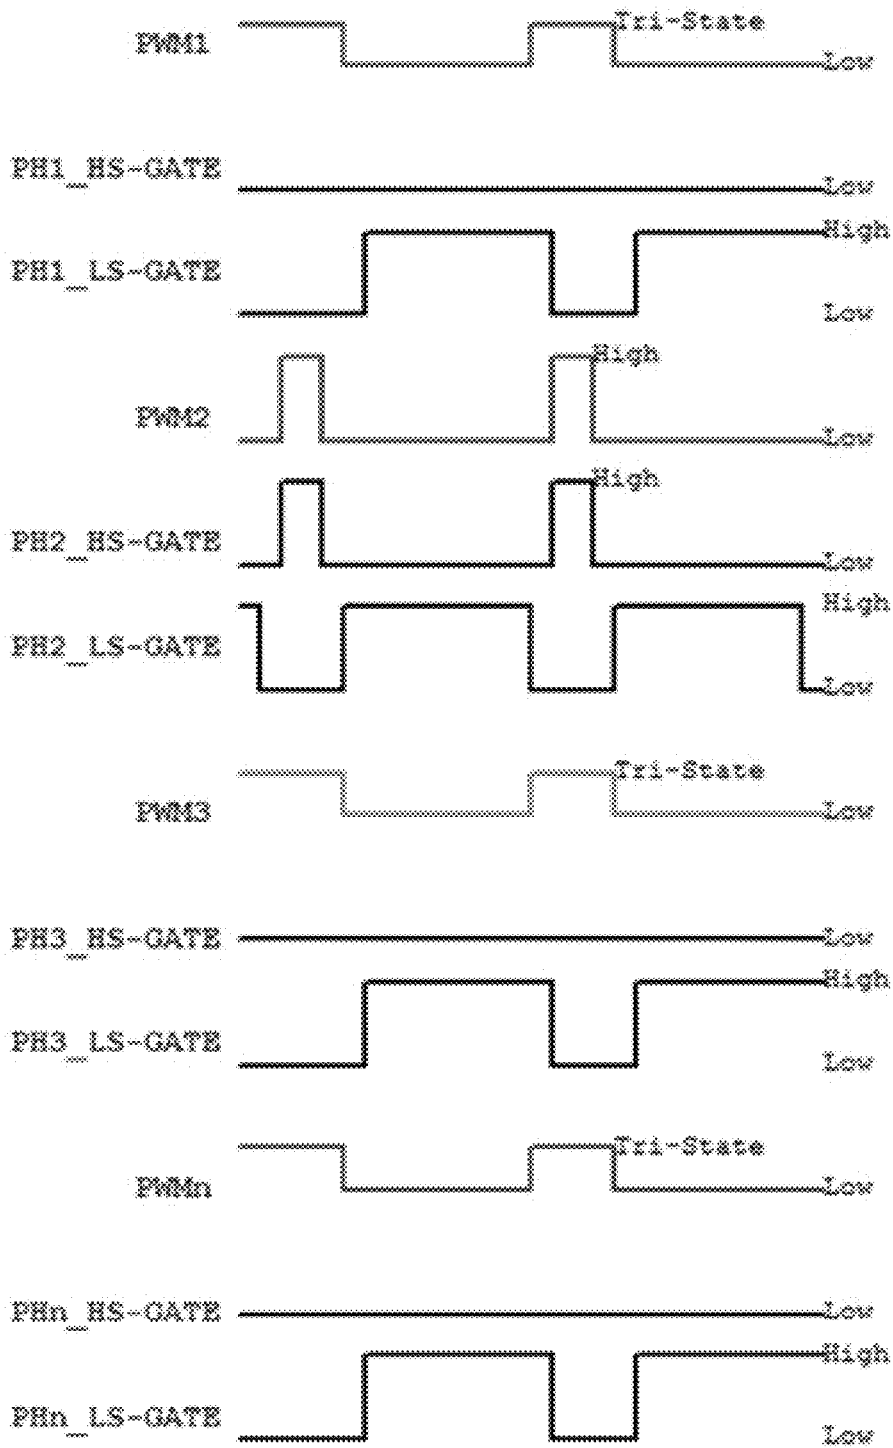 Tri-State
PWM1
Low
PH1_HS-GATE
Low
High
PH1_LS-GATE
Low
High
PWM2
Low
High
PH2_HS-GATE
Low
High
PH2_LS-GATE
Low
Tri-State
PWM3
Low
PH3_HS-GATE
Low
High
PH3_LS-GATE
Low
Tri-State
PWMn
Low
PHn_HS-GATE
Low
High
PHn_LS-GATE
Low